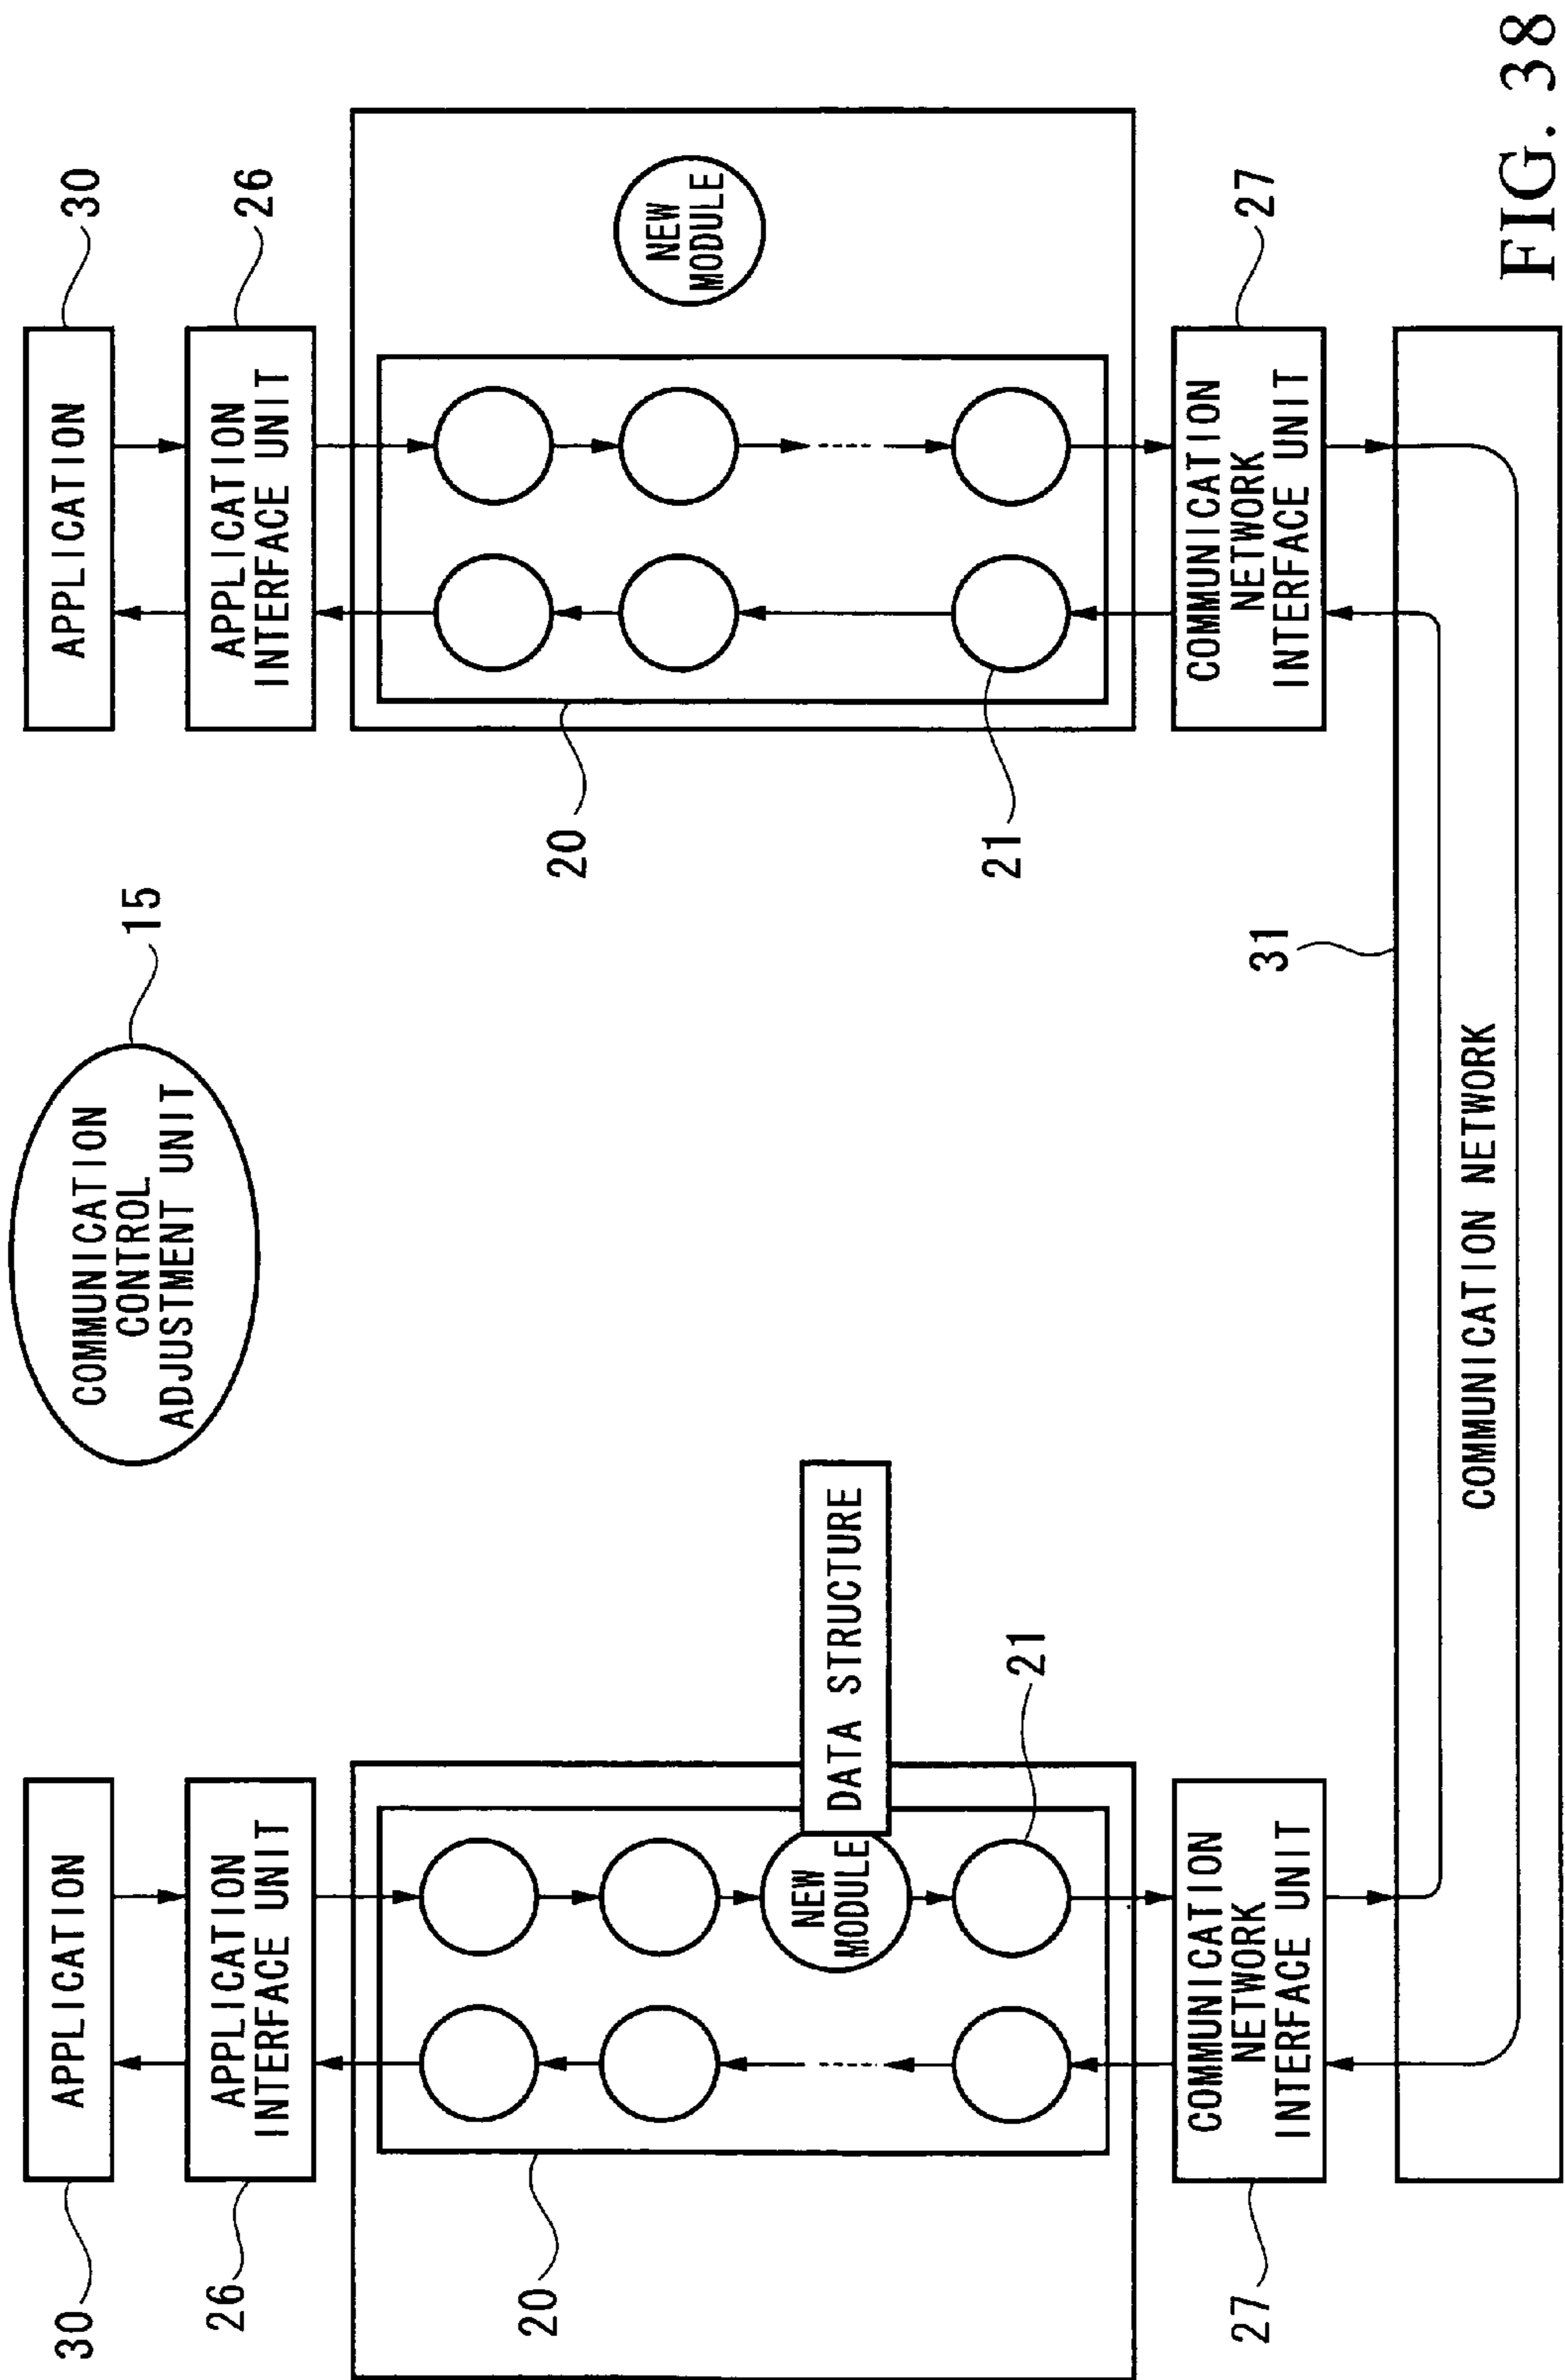 30
APPLICATION
26
APPLICATION
INTERFACE UNIT
20
NEW
MODULE
DATA STRUCTURE
21
27
COMMUNICATION
NETWORK
INTERFACE UNIT
COMMUNICATION
CONTROL
ADJUSTMENT UNIT
15
APPLICATION
30
APPLICATION
INTERFACE UNIT
26
20
NEW
MODULE
21
COMMUNICATION
NETWORK
INTERFACE UNIT
27
31
COMMUNICATION NETWORK
FIG. 38